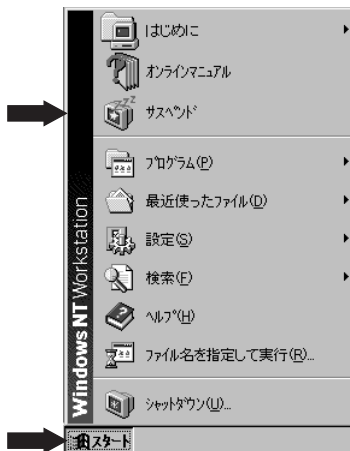 はじめに
オンラインマニュアル
サスペンド
プログラム(P)
最近使ったファイル(D)
設定(S)
検索(F)
ヘルプ(H)
ファイル名を指定して実行(R)...
シャットダウン(U)...
Windows NT Workstation
スタート